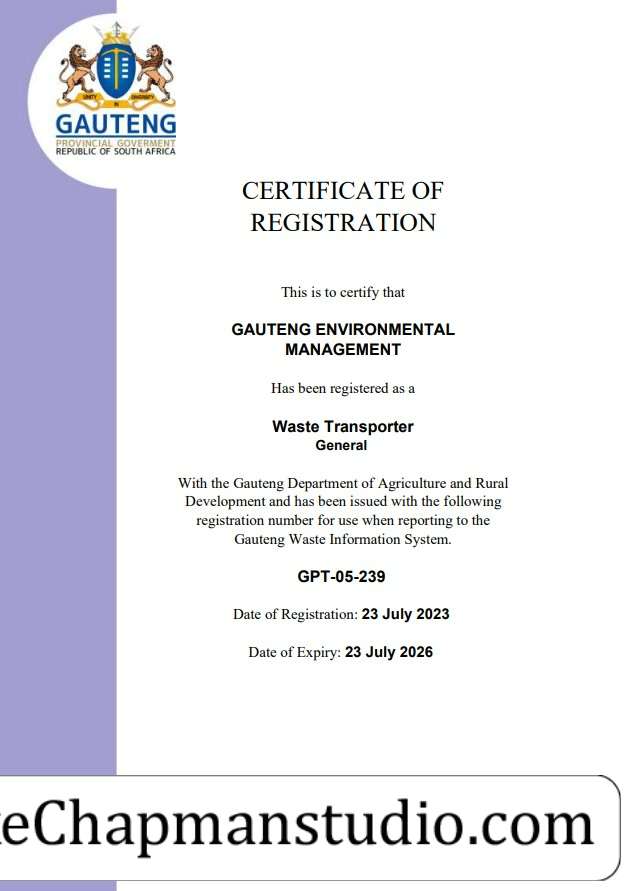 UNITY
IN
DIVERSITY
GAUTENG
PROVINCIAL GOVERMENT
REPUBLIC OF SOUTH AFRICA
CERTIFICATE OF
REGISTRATION
This is to certify that
GAUTENG ENVIRONMENTAL
MANAGEMENT
Has been registered as a
Waste Transporter
General
With the Gauteng Department of Agriculture and Rural
Development and has been issued with the following
registration number for use when reporting to the
Gauteng Waste Information System.
GPT-05-239
Date of Registration: 23 July 2023
Date of Expiry: 23 July 2026
eChapmanstudio.com